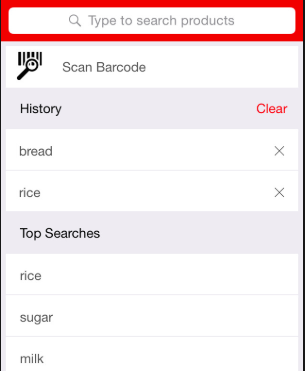 Type to search products
Scan Barcode
History Clear
bread
rice
Top Searches
rice
sugar
milk